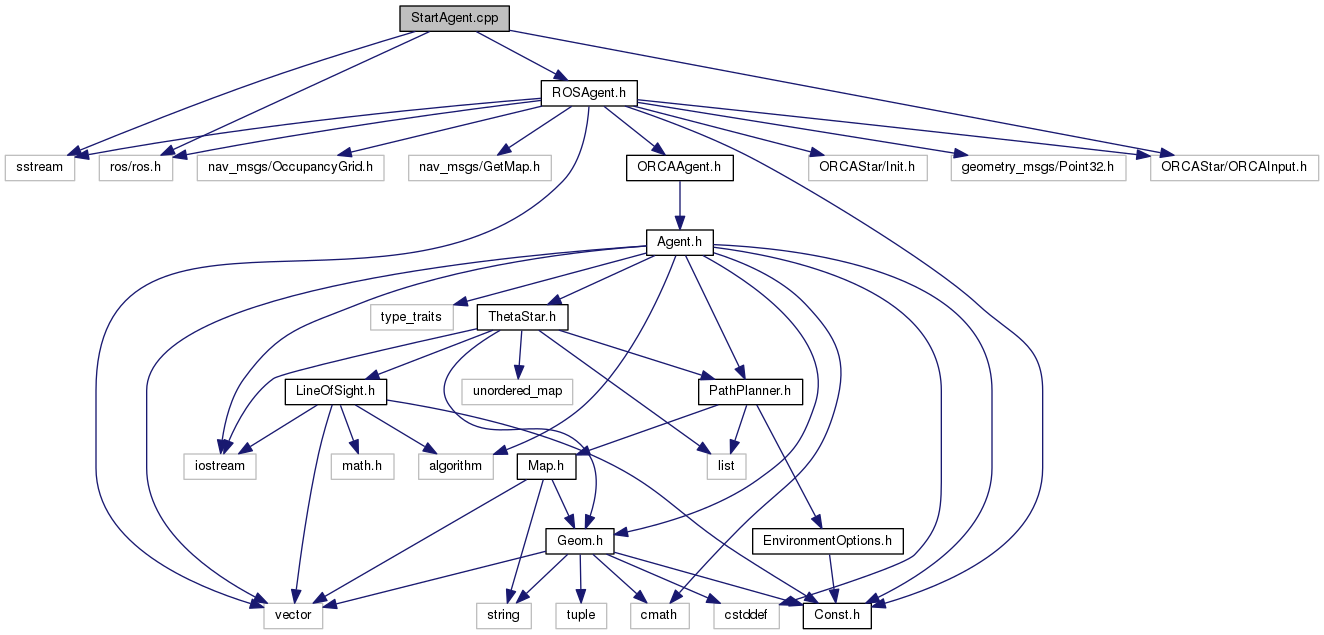 StartAgent.cpp
ROSAgent.h
sstream
ros/ros.h
nav_msgs/OccupancyGrid.h
nav_msgs/GetMap.h
ORCAAgent.h
ORCAStar/Init.h
geometry_msgs/Point32.h
ORCAStar/ORCAInput.h
Agent.h
type_traits
ThetaStar.h
LineOfSight.h
unordered_map
PathPlanner.h
iostream
math.h
algorithm
Map.h
list
Geom.h
EnvironmentOptions.h
vector
string
tuple
cmath
cstddef
Const.h